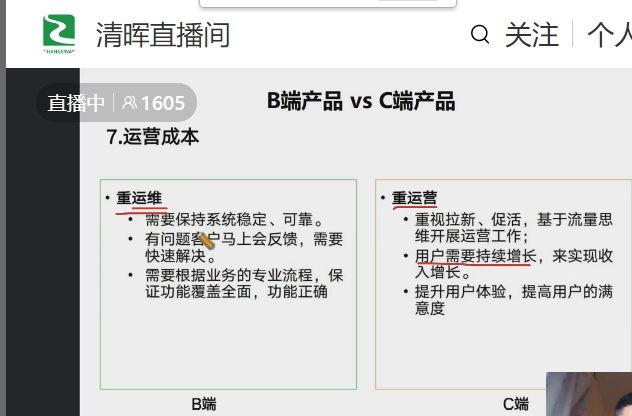 清晖直播间
关注
个人
直播中 1605
B端产品 vs C端产品
7.运营成本
• 重运维
• 需要保持系统稳定、可靠。
• 有问题客户马上会反馈，需要
快速解决。
• 需要根据业务的专业流程，保
证功能覆盖全面，功能正确
B端
• 重运营
• 重视拉新、促活，基于流量思
维开展运营工作；
• 用户需要持续增长，来实现收
入增长。
• 提升用户体验，提高用户的满
意度
C端